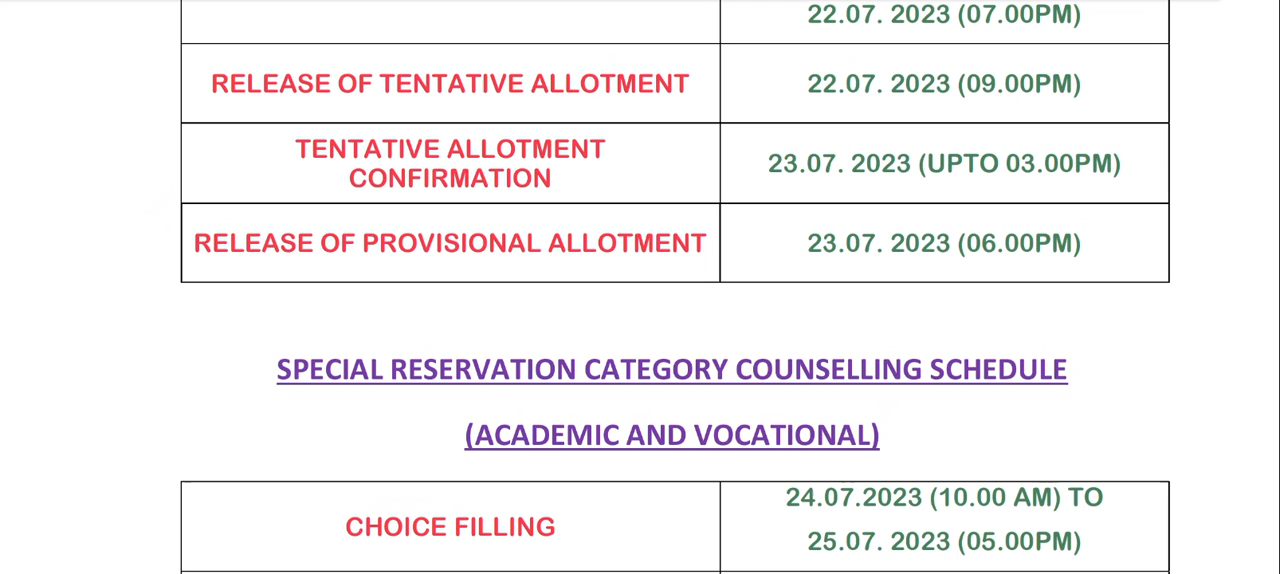 22.07. 2023 (07.00PM)
RELEASE OF TENTATIVE ALLOTMENT
22.07. 2023 (09.00PM)
TENTATIVE ALLOTMENT
CONFIRMATION
23.07. 2023 (UPTO 03.00PM)
RELEASE OF PROVISIONAL ALLOTMENT
23.07. 2023 (06.00PM)
SPECIAL RESERVATION CATEGORY COUNSELLING SCHEDULE
(ACADEMIC AND VOCATIONAL)
CHOICE FILLING
24.07.2023 (10.00 AM) TO
25.07. 2023 (05.00PM)